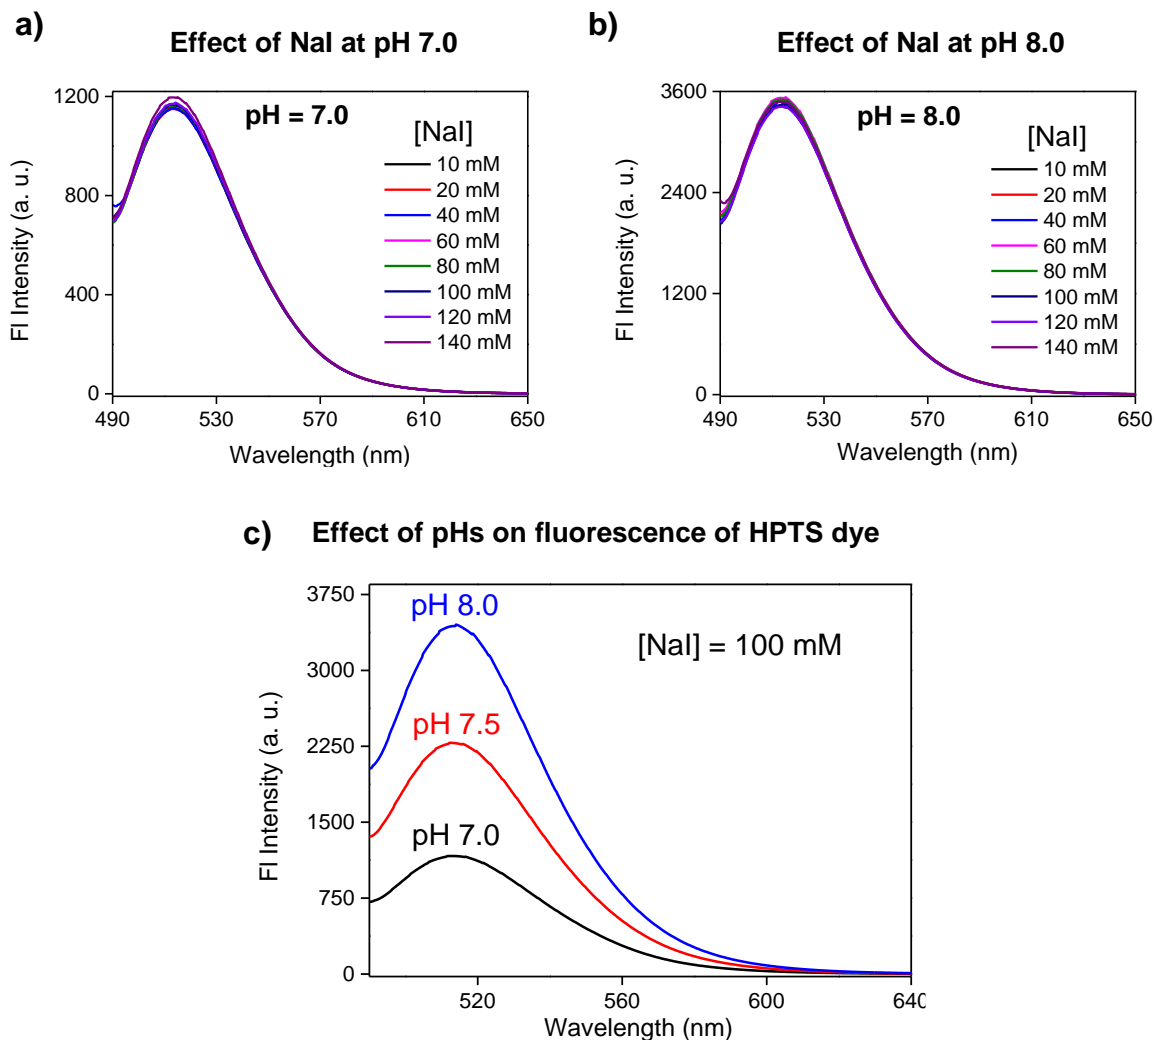 a)
Effect of NaI at pH 7.0
1200
800
400
0
490
530
570
610
650
Fl Intensity (a. u.)
Wavelength (nm)
pH = 7.0
[NaI]
10 mM
20 mM
40 mM
60 mM
80 mM
100 mM
120 mM
140 mM
b)
Effect of NaI at pH 8.0
3600
2400
1200
0
490
530
570
610
650
Fl Intensity (a. u.)
Wavelength (nm)
pH = 8.0
[NaI]
10 mM
20 mM
40 mM
60 mM
80 mM
100 mM
120 mM
140 mM
c)
Effect of pHs on fluorescence of HPTS dye
3750
3000
2250
1500
750
0
520
560
600
640
Fl Intensity (a. u.)
Wavelength (nm)
pH 8.0
pH 7.5
pH 7.0
[NaI] = 100 mM